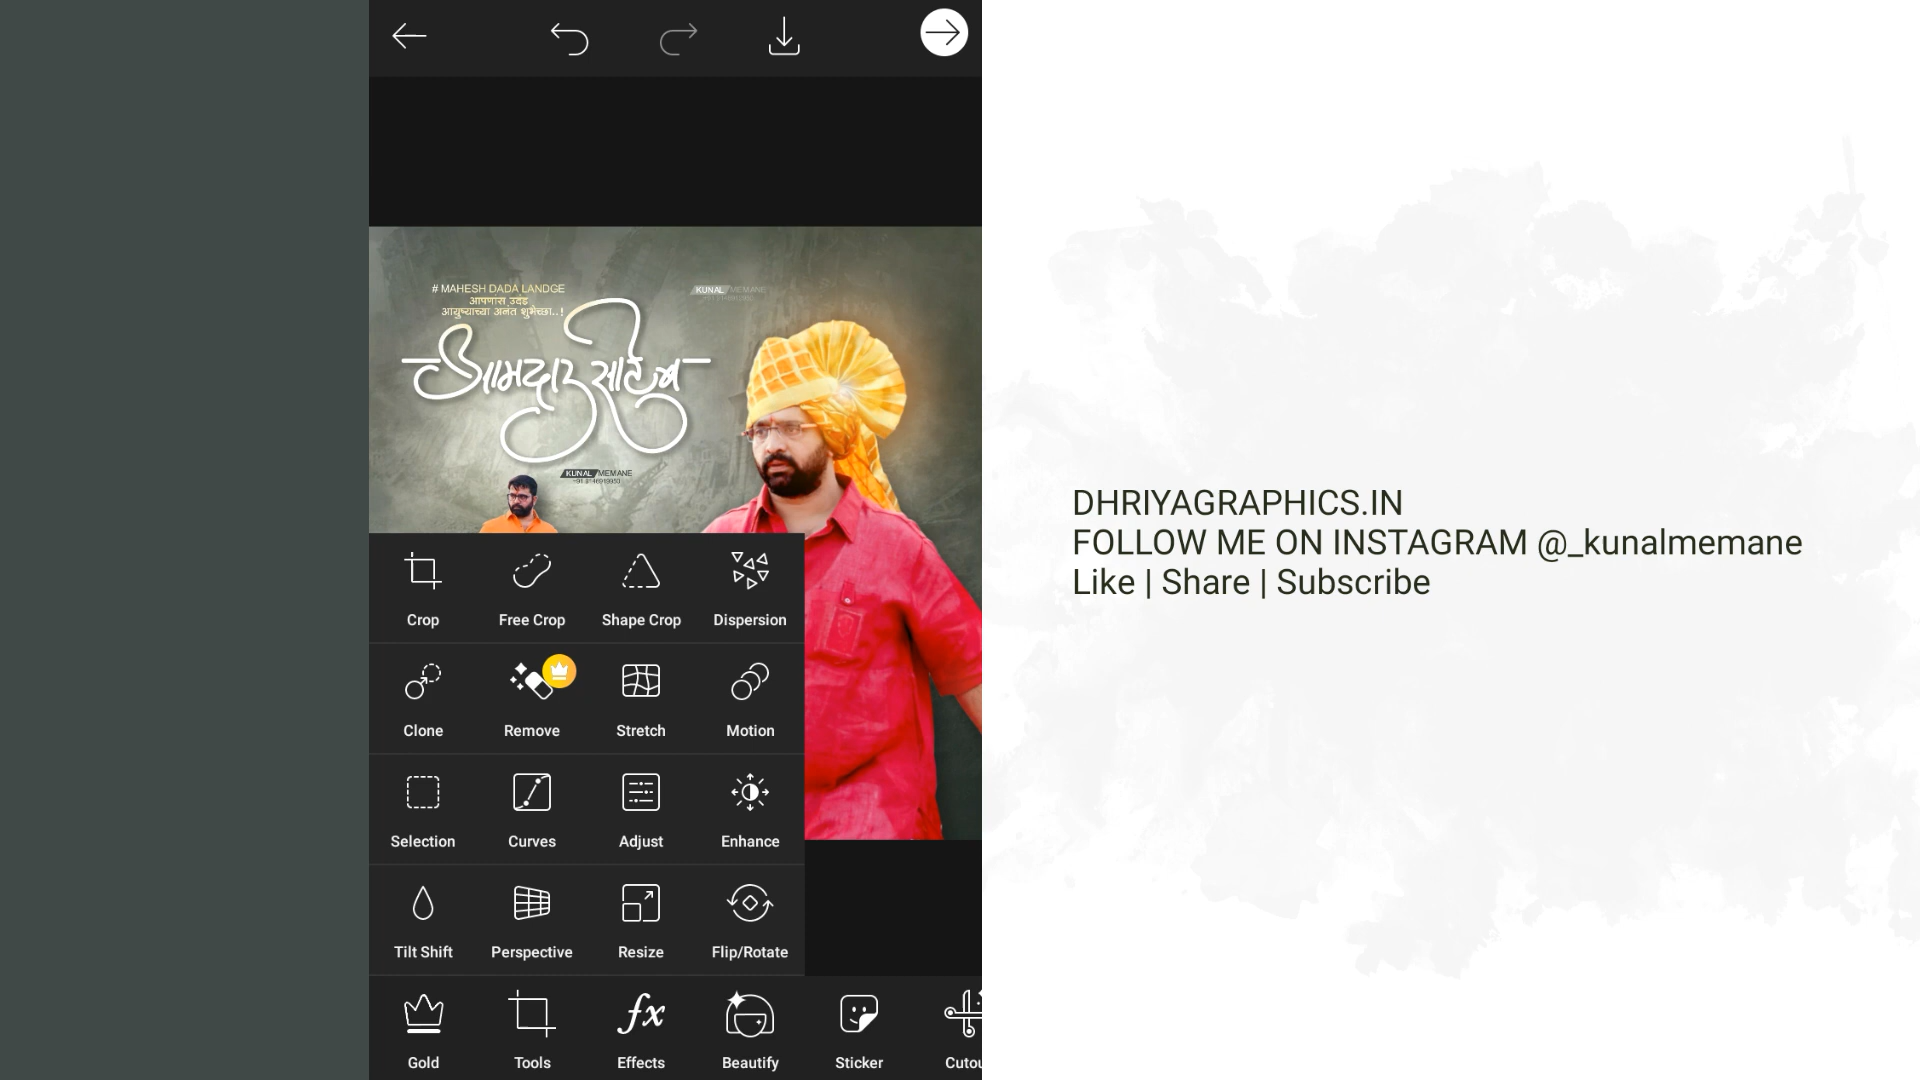 # MAHESH DADA LANDGE
आपणांस उदंड
आयुष्याच्या अनंत शुभेच्छा..!
KUNAL MEMANE
आमदार साहेब
KUNAL MEMANE
Crop
Free Crop
Shape Crop
Dispersion
Clone
Remove
Stretch
Motion
Selection
Curves
Adjust
Enhance
Tilt Shift
Perspective
Resize
Flip/Rotate
Gold
Tools
fx
Effects
Beautify
Sticker
Cutou
DHRIYAGRAPHICS.IN
FOLLOW ME ON INSTAGRAM @_kunalmemane
Like | Share | Subscribe